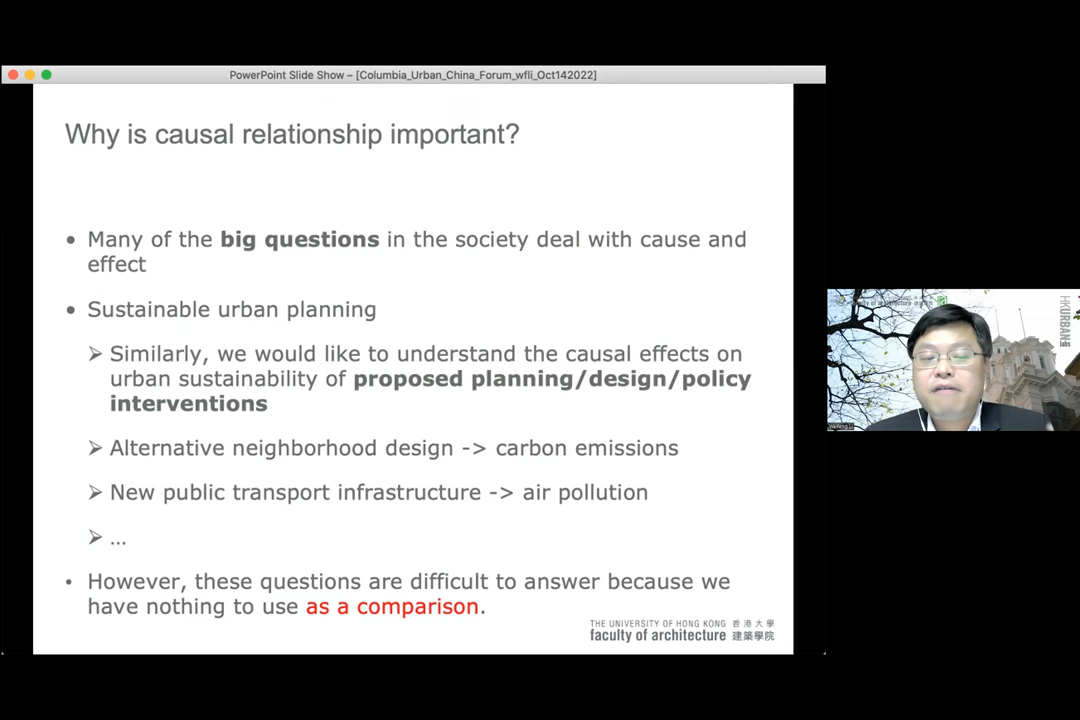 PowerPoint Slide Show – [Columbia_Urban_China_Forum_wfli_Oct142022]
Why is causal relationship important?
• Many of the big questions in the society deal with cause and
effect
• Sustainable urban planning
➢ Similarly, we would like to understand the causal effects on
urban sustainability of proposed planning/design/policy
interventions
➢ Alternative neighborhood design -> carbon emissions
➢ New public transport infrastructure -> air pollution
➢ ...
• However, these questions are difficult to answer because we
have nothing to use as a comparison.
THE UNIVERSITY OF HONG KONG 香港大學
faculty of architecture 建築學院
HKURBAN
Weifeng Li